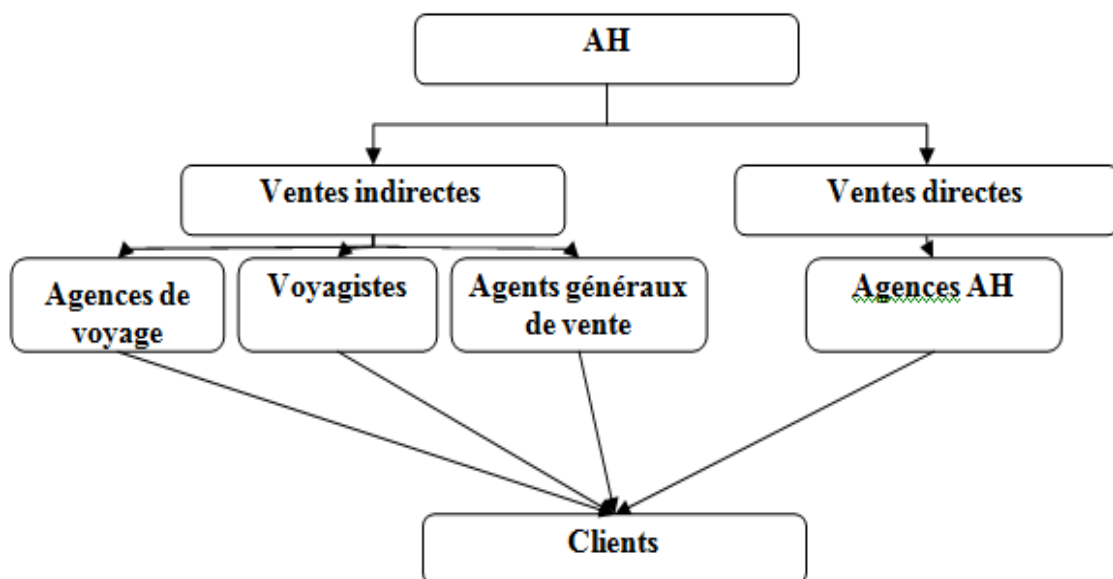 AH
Ventes indirectes
Ventes directes
Agences de
voyage
Voyagistes
Agents généraux
de vente
Agences AH
Clients